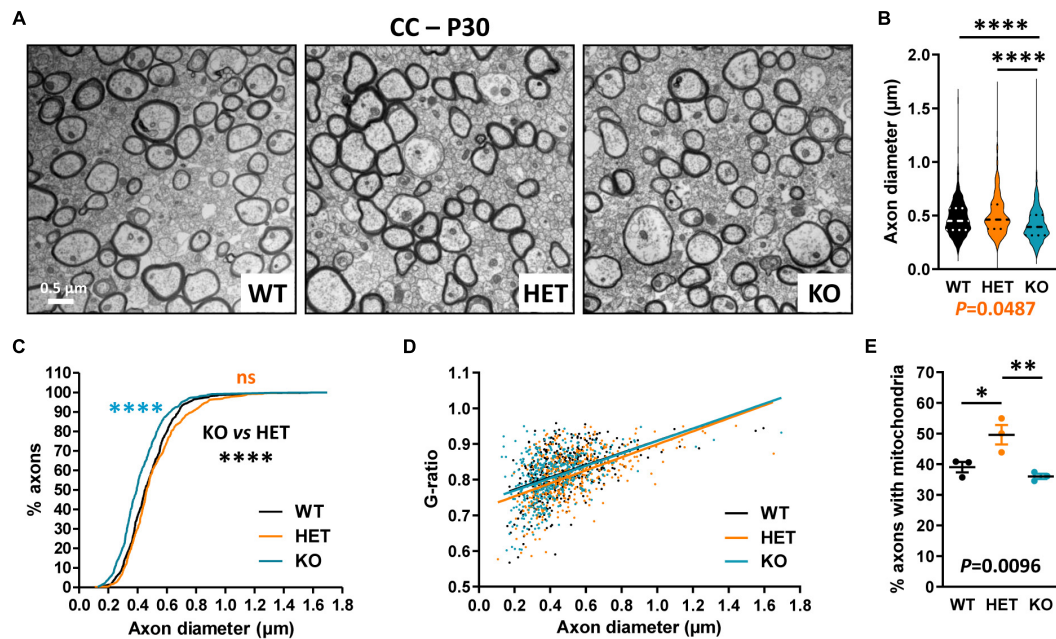 A
CC – P30
0.5 µm
WT
HET
KO
B
****
****
Axon diameter (µm)
2.0
1.5
1.0
0.5
0.0
WT HET KO
P=0.0487
C
% axons
110
100
90
80
70
60
50
40
30
20
10
0
ns
****
KO vs HET
****
WT
HET
KO
0.0 0.2 0.4 0.6 0.8 1.0 1.2 1.4 1.6 1.8
Axon diameter (µm)
D
G-ratio
1.1
1.0
0.9
0.8
0.7
0.6
0.5
WT
HET
KO
0.0 0.2 0.4 0.6 0.8 1.0 1.2 1.4 1.6 1.8
Axon diameter (µm)
E
% axons with mitochondria
70
60
50
40
30
20
10
0
*
**
P=0.0096
WT HET KO